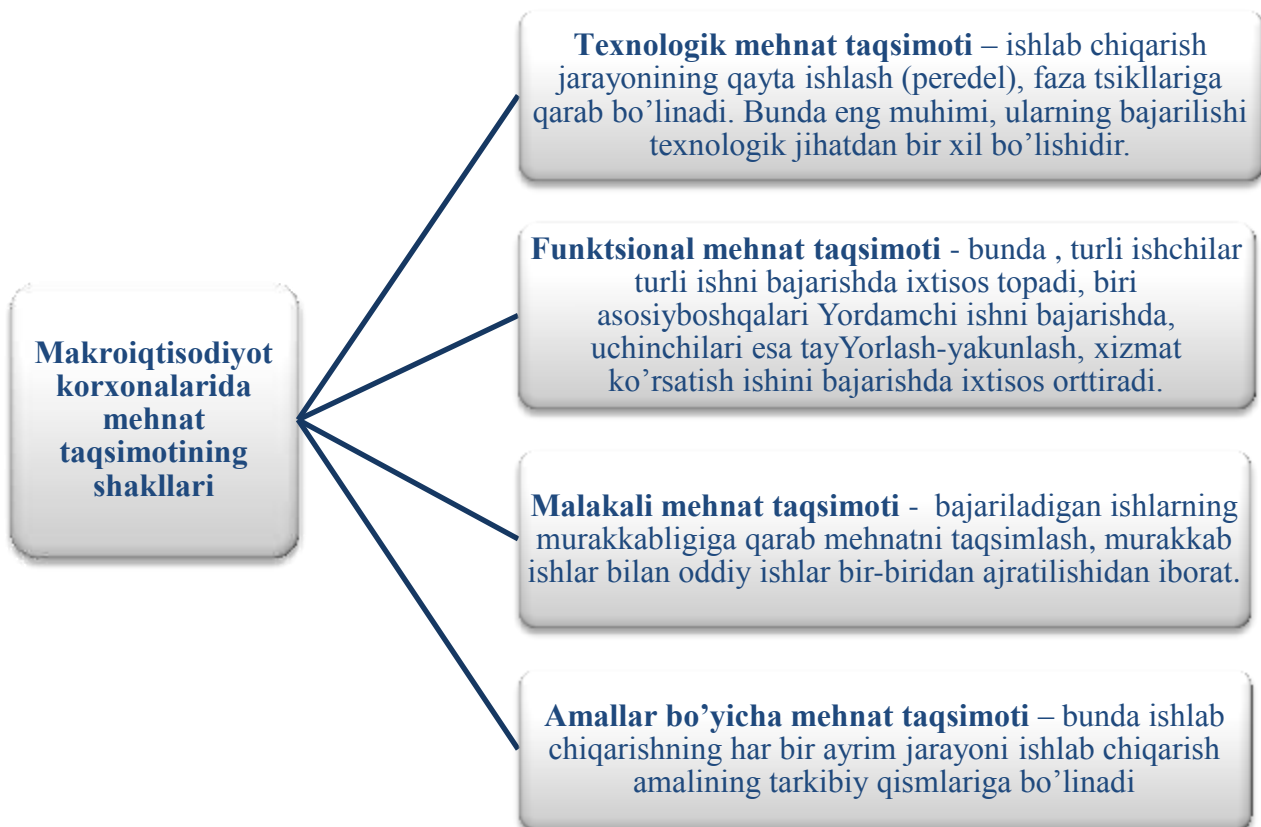 Texnologik mehnat taqsimoti – ishlab chiqarish
jarayonining qayta ishlash (peredel), faza tsikllariga
qarab bo’linadi. Bunda eng muhimi, ularning bajarilishi
texnologik jihatdan bir xil bo’lishidir.
Funktsional mehnat taqsimoti - bunda , turli ishchilar
turli ishni bajarishda ixtisos topadi, biri
asosiyboshqalari Yordamchi ishni bajarishda,
uchinchilari esa tayYorlash-yakunlash, xizmat
ko’rsatish ishini bajarishda ixtisos orttiradi.
Makroiqtisodiyot
korxonalarida
mehnat
taqsimotining
shakllari
Malakali mehnat taqsimoti - bajariladigan ishlarning
murakkabligiga qarab mehnatni taqsimlash, murakkab
ishlar bilan oddiy ishlar bir-biridan ajratilishidan iborat.
Amallar bo’yicha mehnat taqsimoti – bunda ishlab
chiqarishning har bir ayrim jarayoni ishlab chiqarish
amalining tarkibiy qismlariga bo’linadi